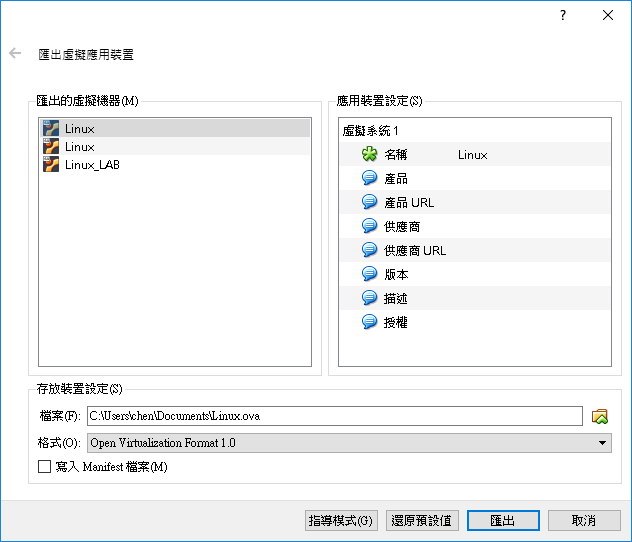 ?
匯出虛擬應用裝置
匯出的虛擬機器(M)
Linux
Linux
Linux_LAB
應用裝置設定(S)
虛擬系統 1
名稱 Linux
產品
產品 URL
供應商
供應商 URL
版本
描述
授權
存放裝置設定(S)
檔案(F): C:\Users\chen\Documents\Linux.ova
格式(O): Open Virtualization Format 1.0
寫入 Manifest 檔案(M)
指導模式(G) 還原預設值 匯出 取消